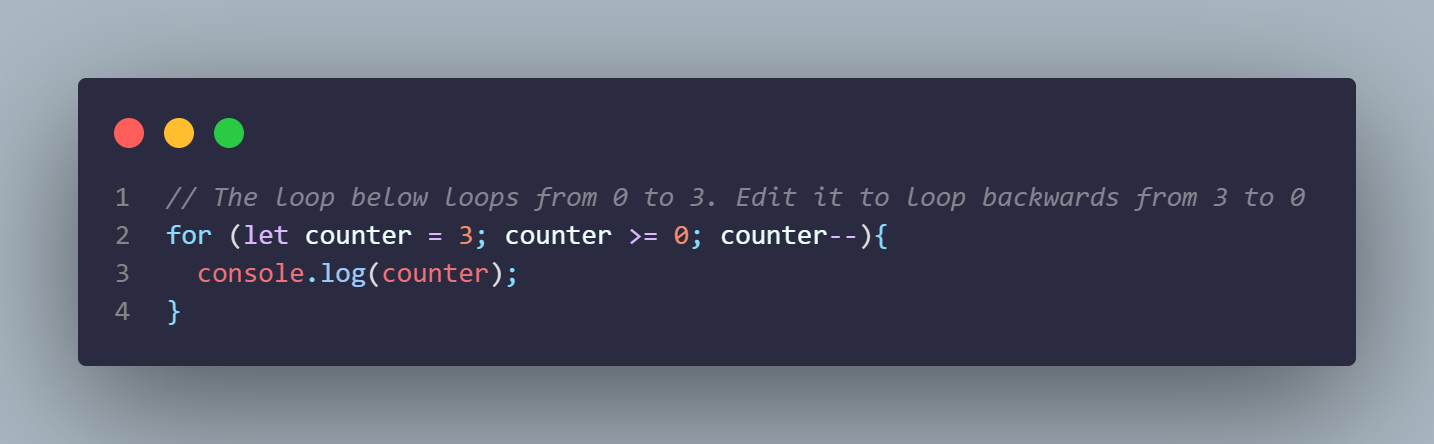 1 // The loop below loops from 0 to 3. Edit it to loop backwards from 3 to 0
2 for (let counter = 3; counter >= 0; counter--){
3   console.log(counter);
4 }